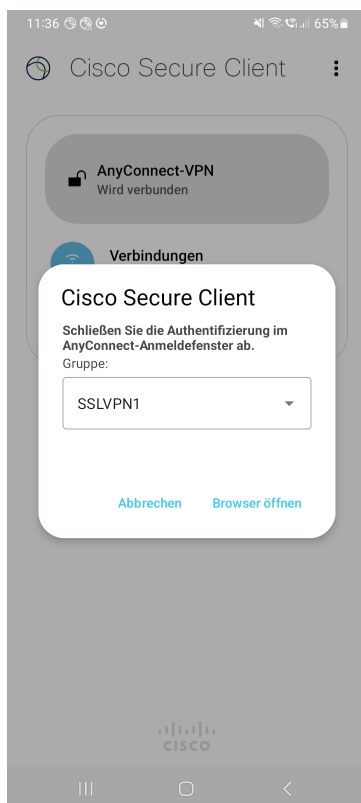 11:36 65%
Cisco Secure Client
AnyConnect-VPN
Wird verbunden
Verbindungen
Cisco Secure Client
Schließen Sie die Authentifizierung im
AnyConnect-Anmeldefenster ab.
Gruppe:
SSLVPN1
Abbrechen Browser öffnen
CISCO